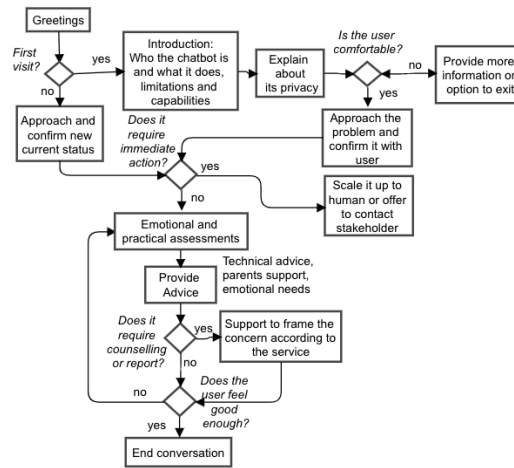 Greetings
First
visit?
yes
no
Introduction:
Who the chatbot is
and what it does,
limitations and
capabilities
Explain
about
its privacy
Is the user
comfortable?
no
yes
Provide more
information or
option to exit
Approach and
confirm new
current status
Does it
require
immediate
action?
yes
no
Approach the
problem and
confirm it with
user
Scale it up to
human or offer
to contact
stakeholder
Emotional and
practical assessments
Technical advice,
parents support,
emotional needs
Provide
Advice
Does it
require
counselling
or report?
yes
no
Support to frame the
concern according to
the service
Does the
user feel
good
enough?
no
yes
End conversation